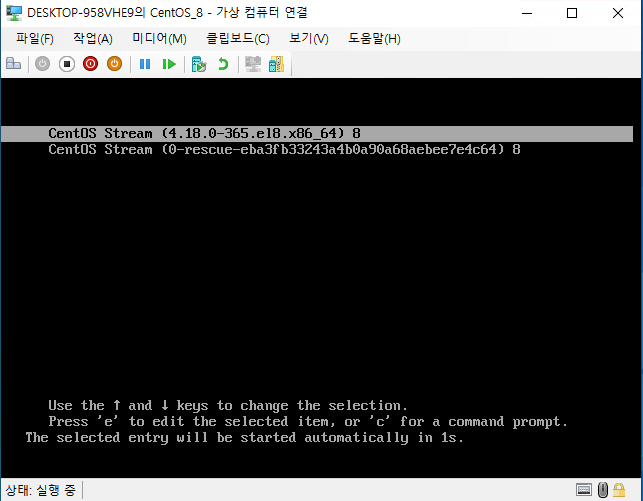 DESKTOP-958VHE9의 CentOS_8 - 가상 컴퓨터 연결
파일(F) 작업(A) 미디어(M) 클립보드(C) 보기(V) 도움말(H)
CentOS Stream (4.18.0-365.el8.x86_64) 8
CentOS Stream (0-rescue-eba3fb33243a4b0a90a68aebee7e4c64) 8
Use the ↑ and ↓ keys to change the selection.
Press 'e' to edit the selected item, or 'c' for a command prompt.
The selected entry will be started automatically in 1s.
상태: 실행 중